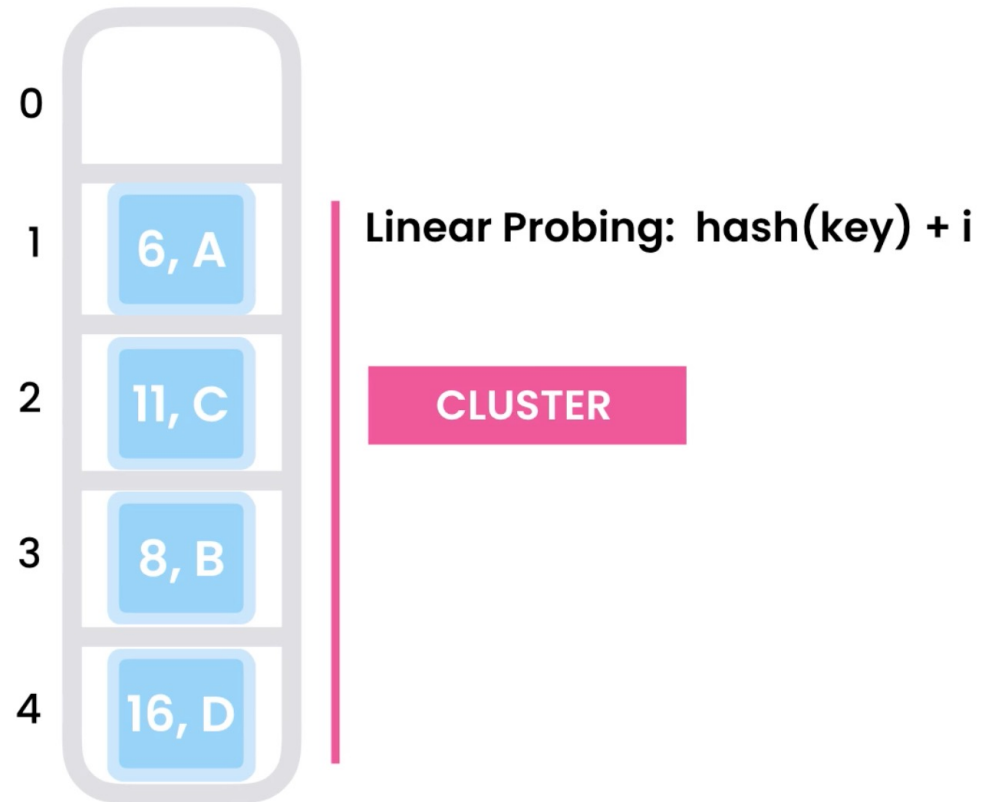 0
1
6, A
Linear Probing: hash(key) + i
2
11, C
CLUSTER
3
8, B
4
16, D